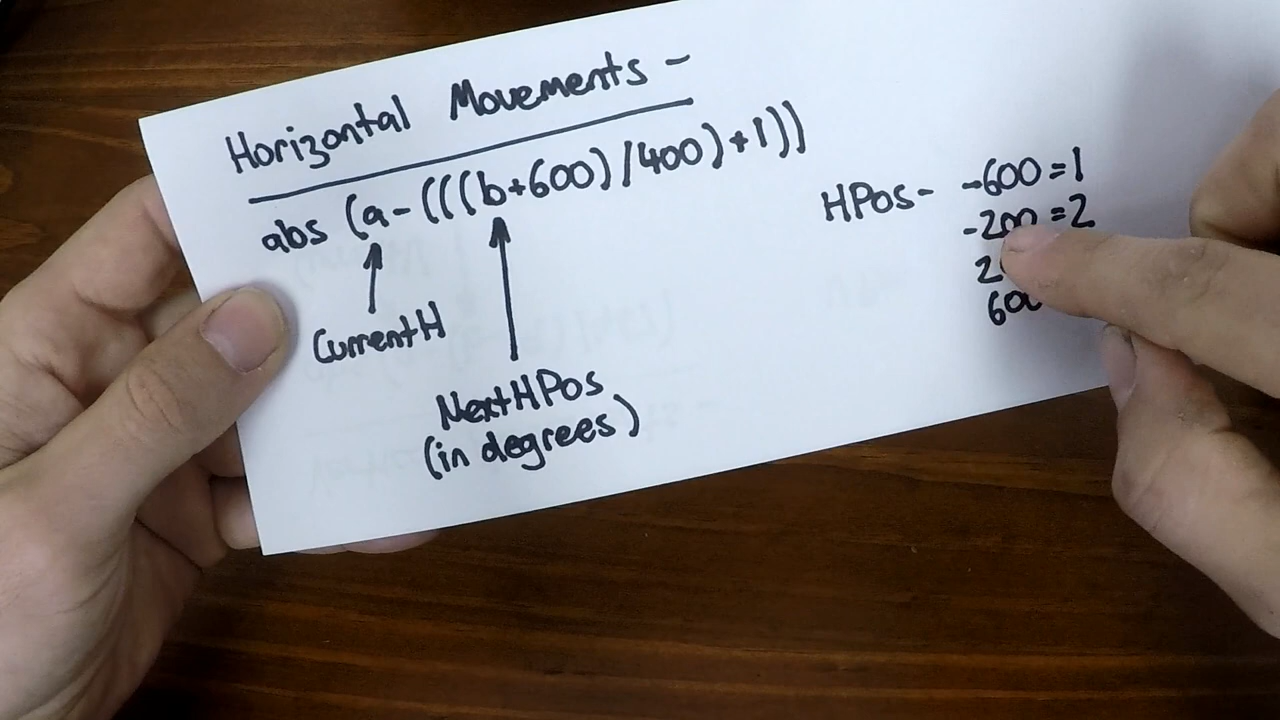 Horizontal Movements -
abs (a-(((b+600)/400)+1))
CurrentH
NextHPos
(in degrees)
HPos- -600=1
-200=2